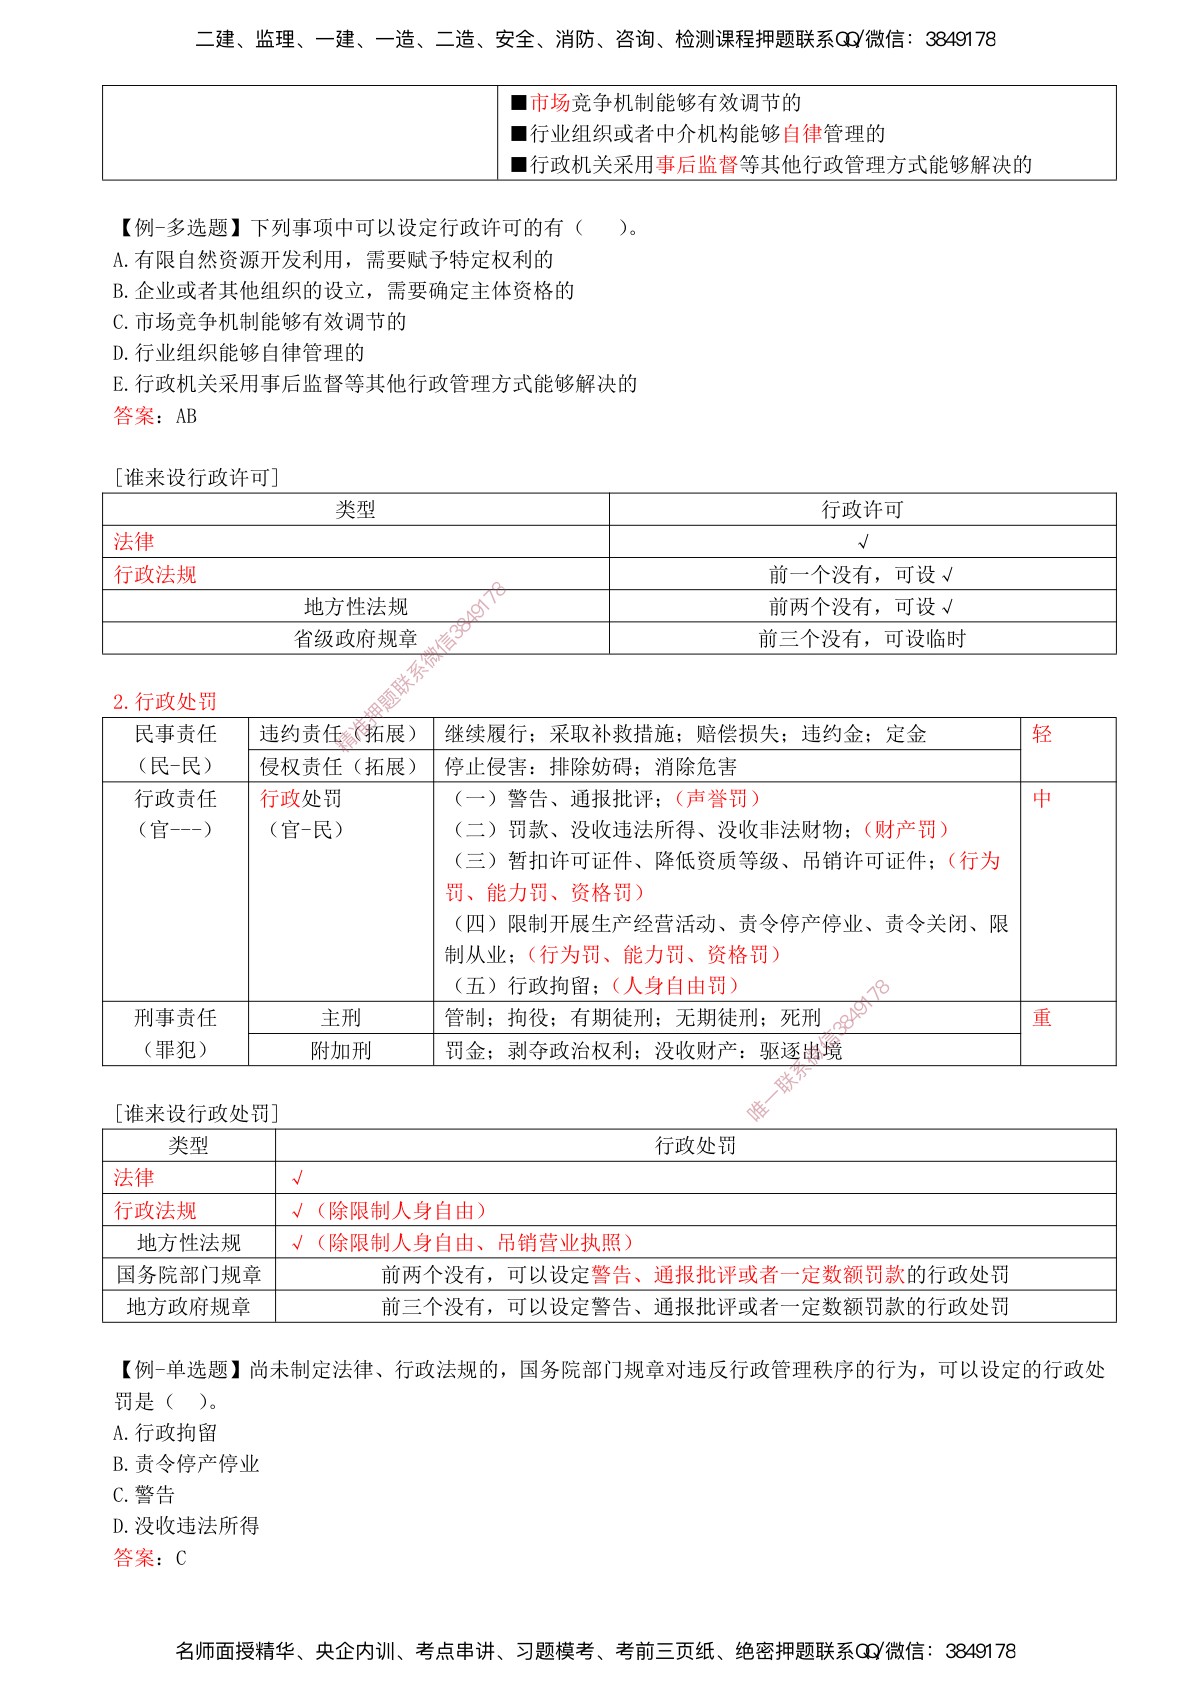 二建、监理、一建、一造、二造、安全、消防、咨询、检测课程押题联系QQ/微信：3849178
■市场竞争机制能够有效调节的
■行业组织或者中介机构能够自律管理的
■行政机关采用事后监督等其他行政管理方式能够解决的
【例-多选题】下列事项中可以设定行政许可的有（　　）。
A.有限自然资源开发利用，需要赋予特定权利的
B.企业或者其他组织的设立，需要确定主体资格的
C.市场竞争机制能够有效调节的
D.行业组织能够自律管理的
E.行政机关采用事后监督等其他行政管理方式能够解决的
答案：AB
[谁来设行政许可]
类型 行政许可
法律 √
行政法规 前一个没有，可设√
地方性法规 前两个没有，可设√
省级政府规章 前三个没有，可设临时
精准押题联系微信3849178
2.行政处罚
民事责任 违约责任（拓展） 继续履行；采取补救措施；赔偿损失；违约金；定金 轻
（民-民） 侵权责任（拓展） 停止侵害：排除妨碍；消除危害
行政责任 行政处罚 （一）警告、通报批评；（声誉罚） 中
（官---） （官-民） （二）罚款、没收违法所得、没收非法财物；（财产罚）
（三）暂扣许可证件、降低资质等级、吊销许可证件；（行为
罚、能力罚、资格罚）
（四）限制开展生产经营活动、责令停产停业、责令关闭、限
制从业；（行为罚、能力罚、资格罚）
（五）行政拘留；（人身自由罚）
刑事责任 主刑 管制；拘役；有期徒刑；无期徒刑；死刑 重
（罪犯） 附加刑 罚金；剥夺政治权利；没收财产：驱逐出境
唯一联系微信3849178
[谁来设行政处罚]
类型 行政处罚
法律 √
行政法规 √（除限制人身自由）
地方性法规 √（除限制人身自由、吊销营业执照）
国务院部门规章 前两个没有，可以设定警告、通报批评或者一定数额罚款的行政处罚
地方政府规章 前三个没有，可以设定警告、通报批评或者一定数额罚款的行政处罚
【例-单选题】尚未制定法律、行政法规的，国务院部门规章对违反行政管理秩序的行为，可以设定的行政处
罚是（　）。
A.行政拘留
B.责令停产停业
C.警告
D.没收违法所得
答案：C
名师面授精华、央企内训、考点串讲、习题模考、考前三页纸、绝密押题联系QQ/微信：3849178